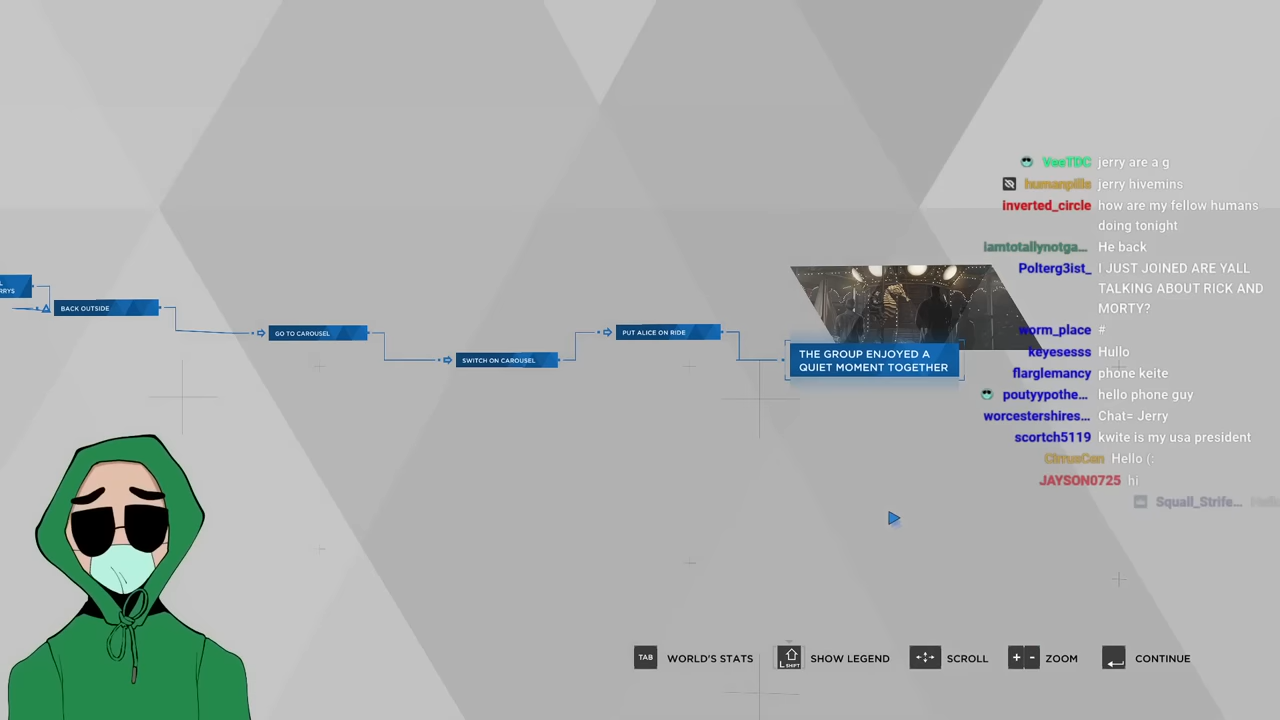 RRYS
BACK OUTSIDE
GO TO CAROUSEL
SWITCH ON CAROUSEL
PUT ALICE ON RIDE
THE GROUP ENJOYED A
QUIET MOMENT TOGETHER
VeeTDC jerry are a g
humanpills jerry hivemins
inverted_circle how are my fellow humans
doing tonight
iamtotallynotga... He back
Polterg3ist_ I JUST JOINED ARE YALL
TALKING ABOUT RICK AND
MORTY?
worm_place #
keyesesss Hullo
flarglemancy phone keite
poutyypothe... hello phone guy
worcestershires... Chat= Jerry
scortch5119 kwite is my usa president
Hello (:
JAYSON0725 hi
Squall_Strife...
TAB WORLD'S STATS
L SHIFT SHOW LEGEND
SCROLL
+ - ZOOM
CONTINUE